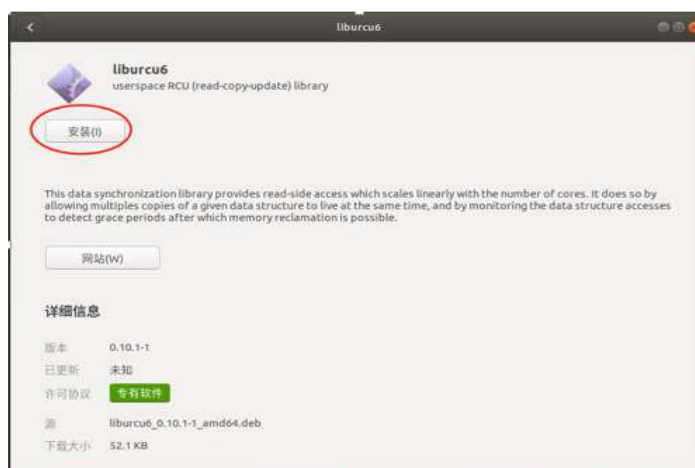 liburcu6
liburcu6
userspace RCU (read-copy-update) library
安装(I)
This data synchronization library provides read-side access which scales linearly with the number of cores. It does so by
allowing multiples copies of a given data structure to live at the same time, and by monitoring the data structure accesses
to detect grace periods after which memory reclamation is possible.
网站(W)
详细信息
版本 0.10.1-1
已更新 未知
许可协议 专有软件
源 liburcu6_0.10.1-1_amd64.deb
下载大小 52.1 KB